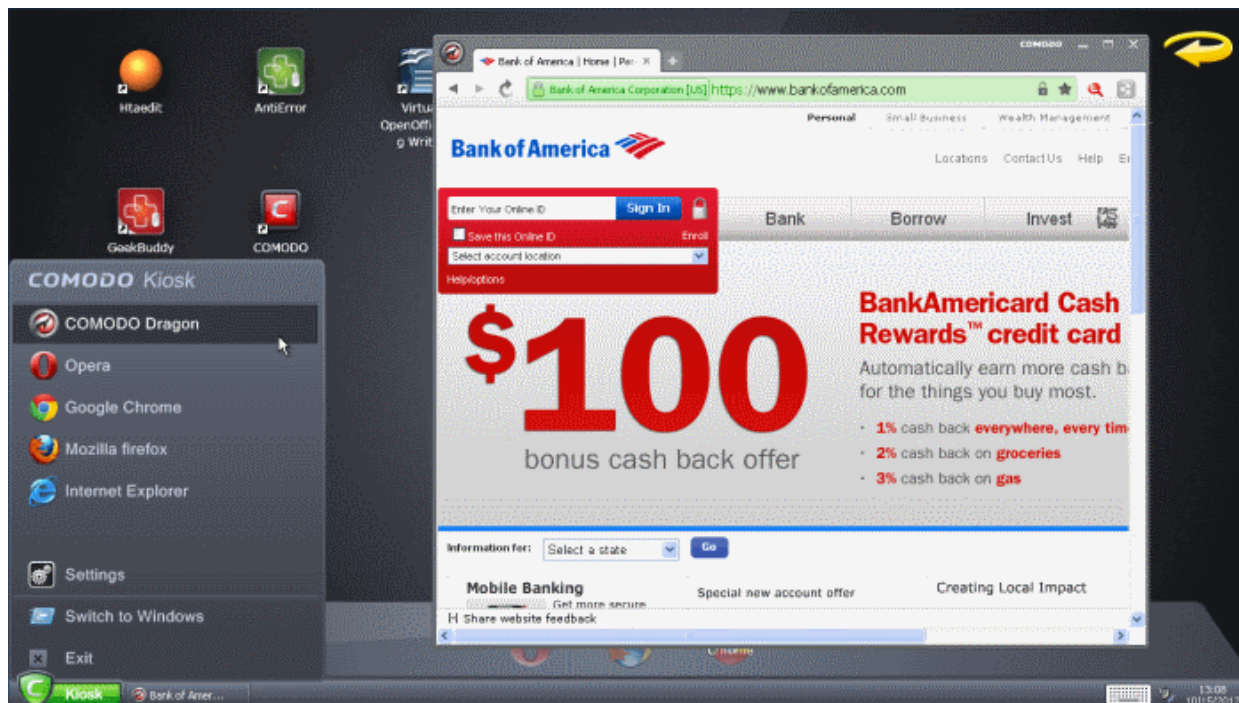 Htaedit
AntiError
Virtu
OpenOffi
g Writ
GeekBuddy
COMODO
COMODO Kiosk
COMODO Dragon
Opera
Google Chrome
Mozilla firefox
Internet Explorer
Settings
Switch to Windows
Exit
Kiosk
Bank of Amer...
COMODO
Bank of America | Home | Per
Bank of America Corporation [US] https://www.bankofamerica.com
Personal Small Business Wealth Management
Bank of America
Locations Contact Us Help En
Enter Your Online ID Sign In
Save this Online ID Enroll
Select account location
Help/options
Bank Borrow Invest
$100
bonus cash back offer
BankAmericard Cash
Rewards™ credit card
Automatically earn more cash b
for the things you buy most.
· 1% cash back everywhere, every tim
· 2% cash back on groceries
· 3% cash back on gas
Information for: Select a state Go
Mobile Banking
Get more secure
Special new account offer
Creating Local Impact
Share website feedback
13:08
10/15/2012